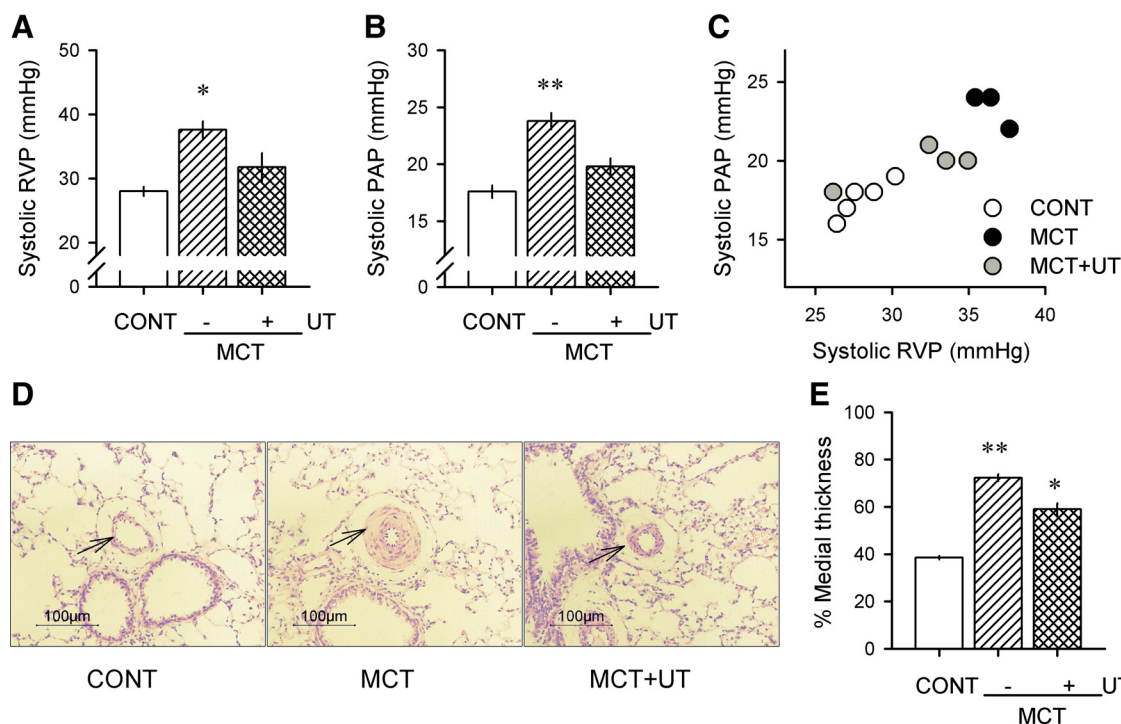 A
Systolic RVP (mmHg)
50
40
30
20
0
*
CONT - + UT
MCT
B
Systolic PAP (mmHg)
30
25
20
15
0
**
CONT - + UT
MCT
C
Systolic PAP (mmHg)
25
20
15
CONT
MCT
MCT+UT
25 30 35 40
Systolic RVP (mmHg)
D
100µm
100µm
100µm
CONT
MCT
MCT+UT
E
% Medial thickness
100
80
60
40
20
0
**
*
CONT - + UT
MCT